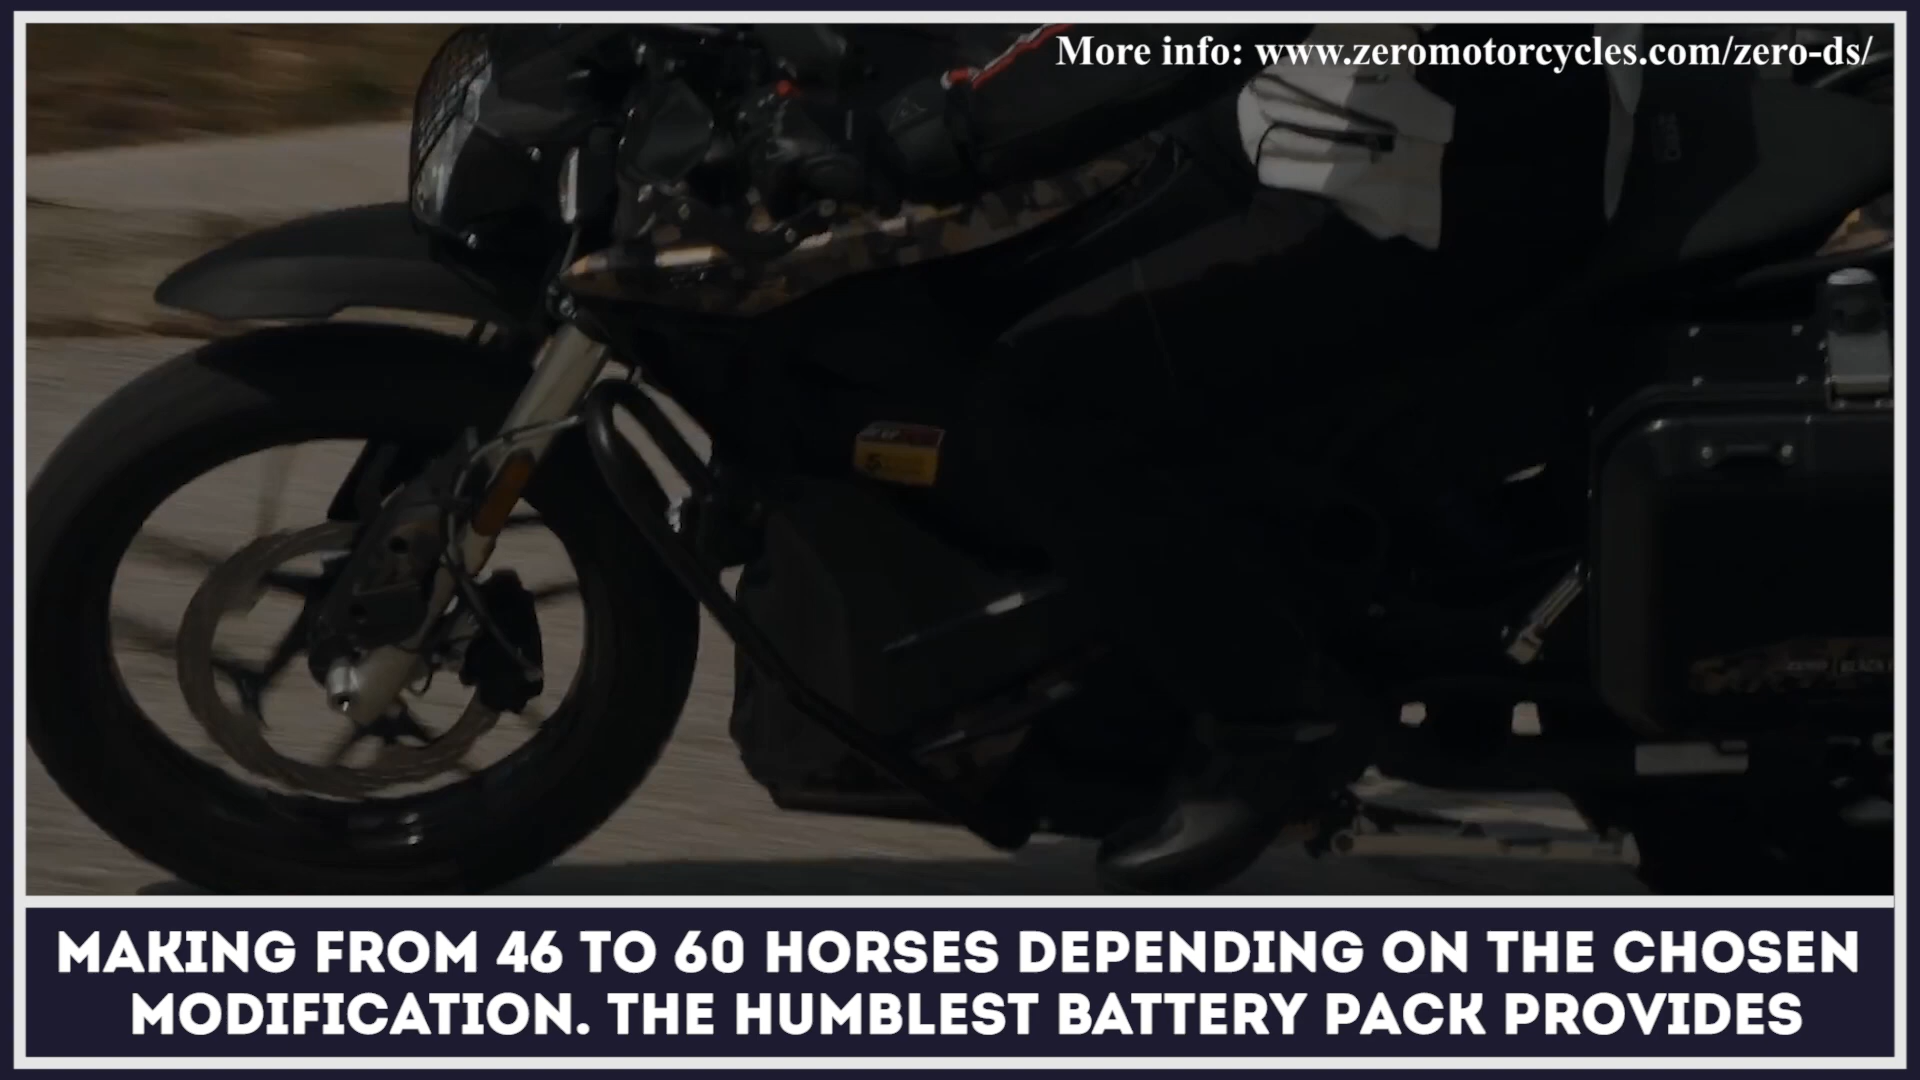 More info: www.zeromotorcycles.com/zero-ds/
MAKING FROM 46 TO 60 HORSES DEPENDING ON THE CHOSEN
MODIFICATION. THE HUMBLEST BATTERY PACK PROVIDES